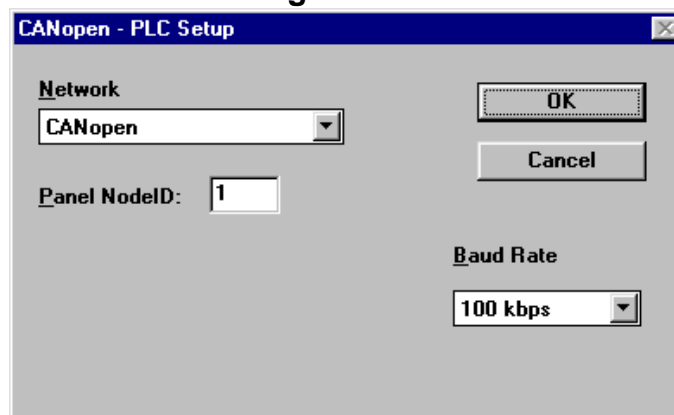 CANopen - PLC Setup
Network
CANopen
OK
Cancel
Panel NodeID: 1
Baud Rate
100 kbps